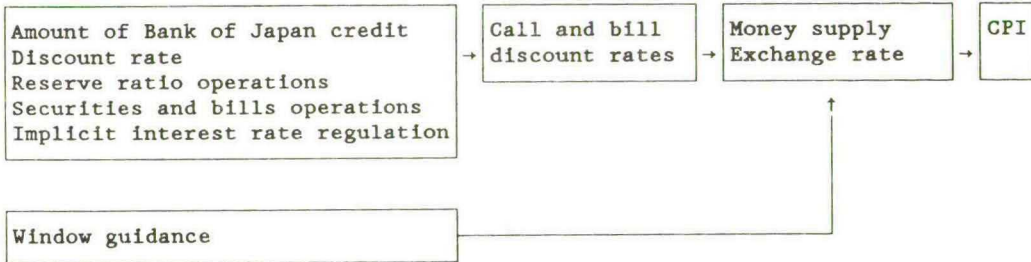 Amount of Bank of Japan credit
Discount rate
Reserve ratio operations
Securities and bills operations
Implicit interest rate regulation
Call and bill
discount rates
Money supply
Exchange rate
CPI
Window guidance